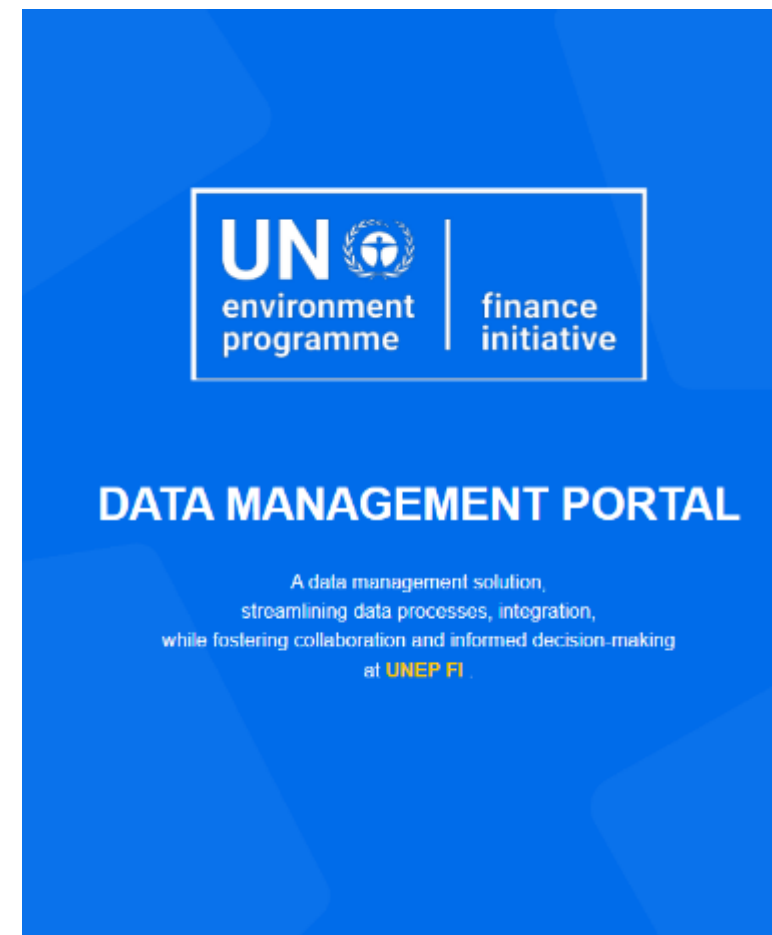 UN
environment
programme
finance
initiative
DATA MANAGEMENT PORTAL
A data management solution,
streamlining data processes, integration,
while fostering collaboration and informed decision-making
at UNEP FI .